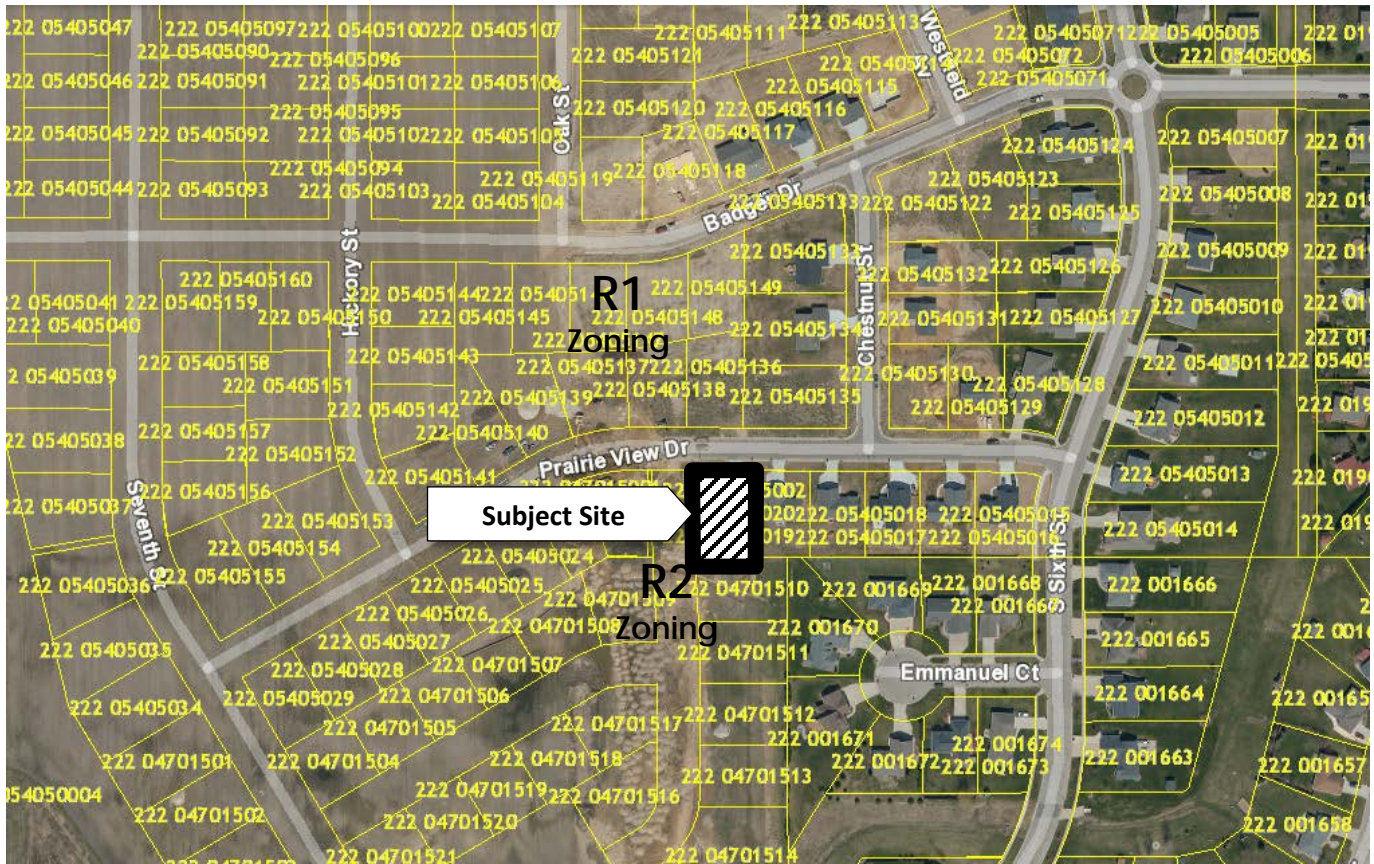 222 05405047 222 05405097 222 05405100 222 05405107 222 05405111 222 05405113 222 05405005
222 05405090 222 05405096 222 05405121 222 05405072 222 05405006
222 05405046 222 05405091 222 05405101 222 05405106 222 05405115 222 05405071
222 05405095 222 05405120 222 05405116
222 05405045 222 05405092 222 05405102 222 05405117 222 05405124 222 05405007
Westfield
Oak St
222 05405094 222 05405119 222 05405118 222 05405123
222 05405044 222 05405093 222 05405103 222 05405104 222 05405122 222 05405008
Badger Dr
222 05405133 222 05405125
Hickory St
Chestnut St
222 05405009
222 05405160 222 05405132 222 05405126
222 05405041 222 05405159 222 05405144 222 05405149 222 05405010
R1
Zoning
222 05405040 222 05405150 222 05405145 222 05405148 222 05405134 222 05405131 222 05405127
222 05405158 222 05405143 222 05405137 222 05405136 222 05405011
222 05405039 222 05405151 222 05405139 222 05405138 222 05405135 222 05405130 222 05405128
222 05405142 222 05405129 222 05405012
222 05405038 222 05405157 222 05405140
222 05405152
Prairie View Dr
222 05405141 222 05405013
222 05405037 222 05405156
Seventh St
Subject Site
222 05405153 222 05405018 222 05405014
222 05405154 222 05405017
S Sixth St
222 05405024
222 05405036 222 05405155 222 05405025 222 04701510 222 001669 222 001668 222 001666
R2
Zoning
222 05405026 222 04701508 222 001670
222 05405035 222 05405027 222 04701507 222 04701511 222 001665
222 05405028
Emmanuel Ct
222 05405034 222 05405029 222 04701506 222 04701517 222 04701512 222 001664
222 04701505 222 001671 222 001674
222 04701501 222 04701504 222 04701518 222 001672 222 001673 222 001663 222 001657
222 04701519 222 04701516 222 04701513
222 04701502 222 04701520 222 001658
222 04701521 222 04701514